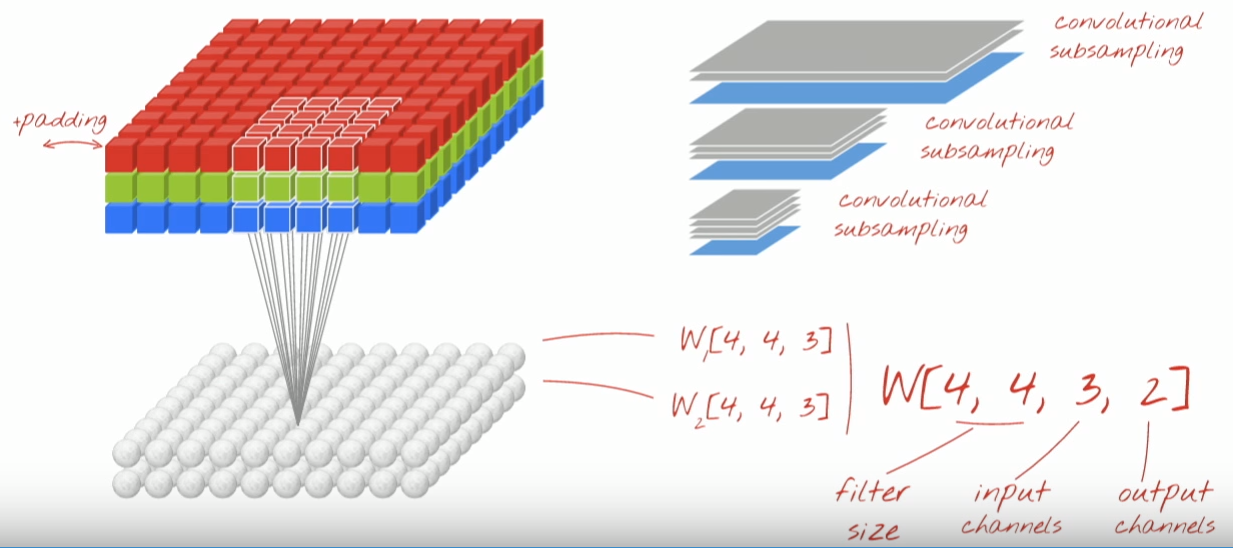 convolutional
subsampling
+padding
convolutional
subsampling
convolutional
subsampling
W₁[4, 4, 3]
W₂[4, 4, 3]
W[4, 4, 3, 2]
filter
size
input
channels
output
channels